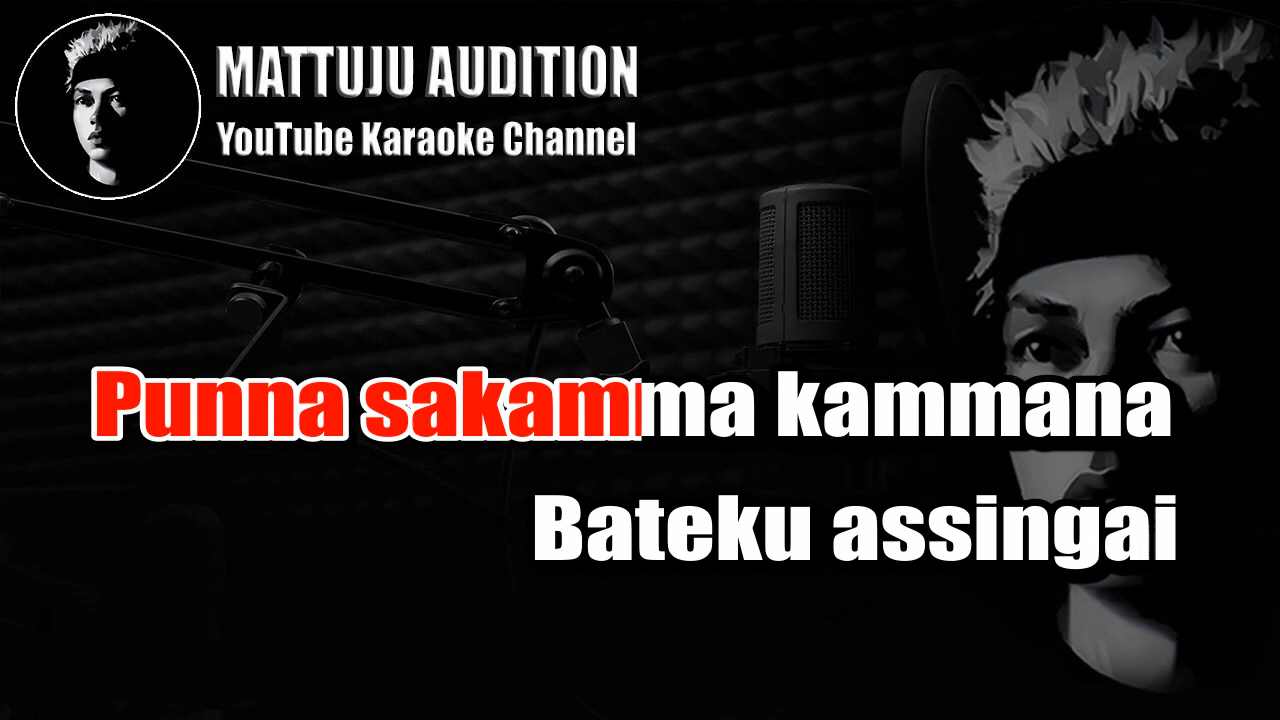 MATTUJU AUDITION
YouTube Karaoke Channel
Punna sakamma kammana
Bateku assingai